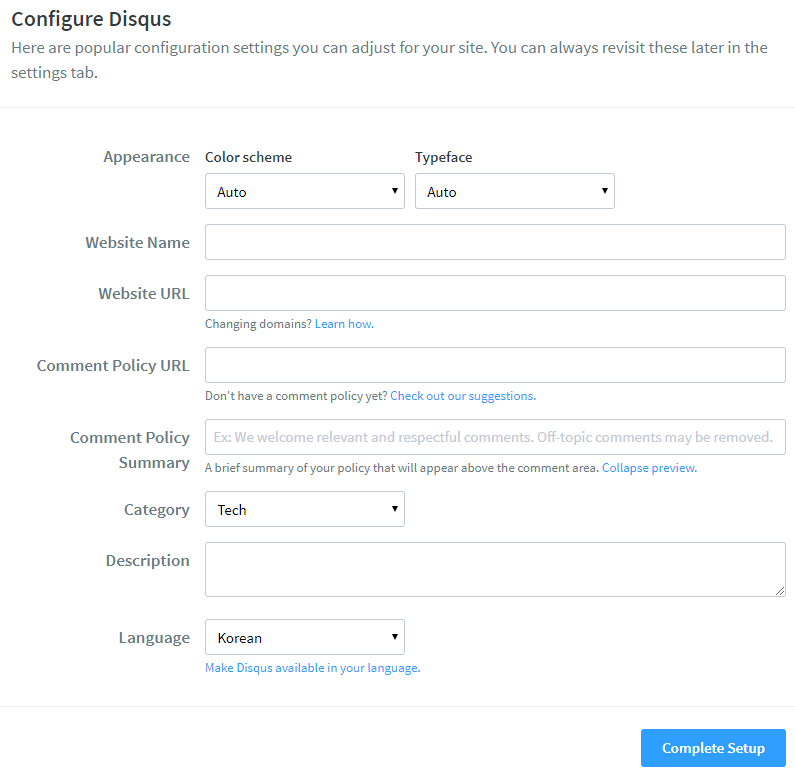 Configure Disqus
Here are popular configuration settings you can adjust for your site. You can always revisit these later in the
settings tab.
Appearance
Color scheme
Typeface
Auto
Auto
Website Name
Website URL
Changing domains? Learn how.
Comment Policy URL
Don't have a comment policy yet? Check out our suggestions.
Comment Policy
Summary
Ex: We welcome relevant and respectful comments. Off-topic comments may be removed.
A brief summary of your policy that will appear above the comment area. Collapse preview.
Category
Tech
Description
Language
Korean
Make Disqus available in your language.
Complete Setup